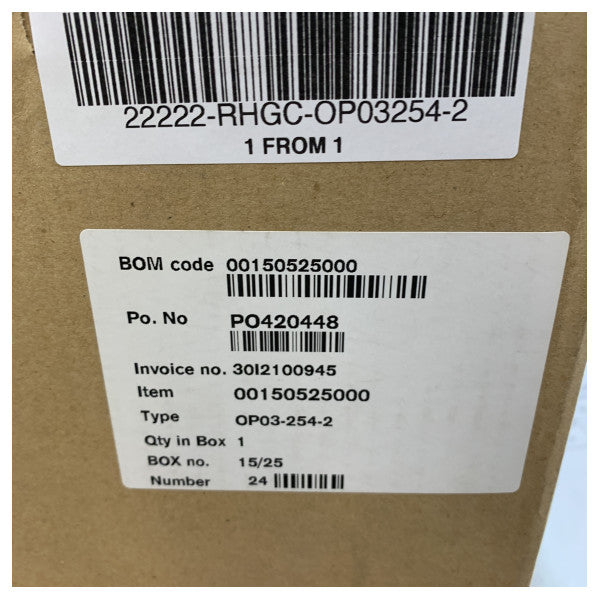 22222-RHGC-OP03254-2
1 FROM 1
BOM code 00150525000
Po. No PO420448
Invoice no. 30I2100945
Item 00150525000
Type OP03-254-2
Qty in Box 1
BOX no. 15/25
Number 24